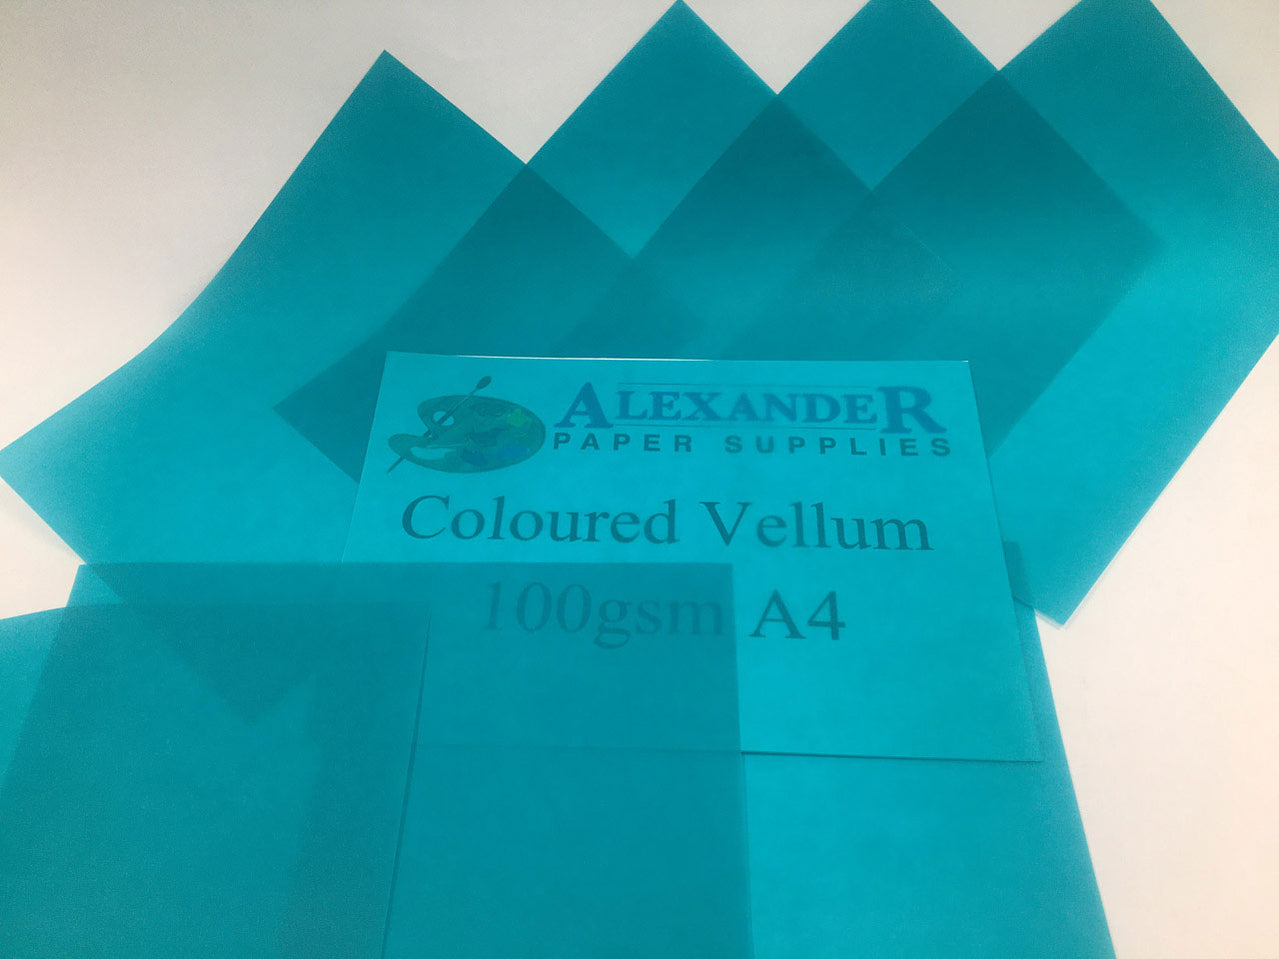 ALEXANDER
PAPER SUPPLIES
Coloured Vellum
100gsm A4